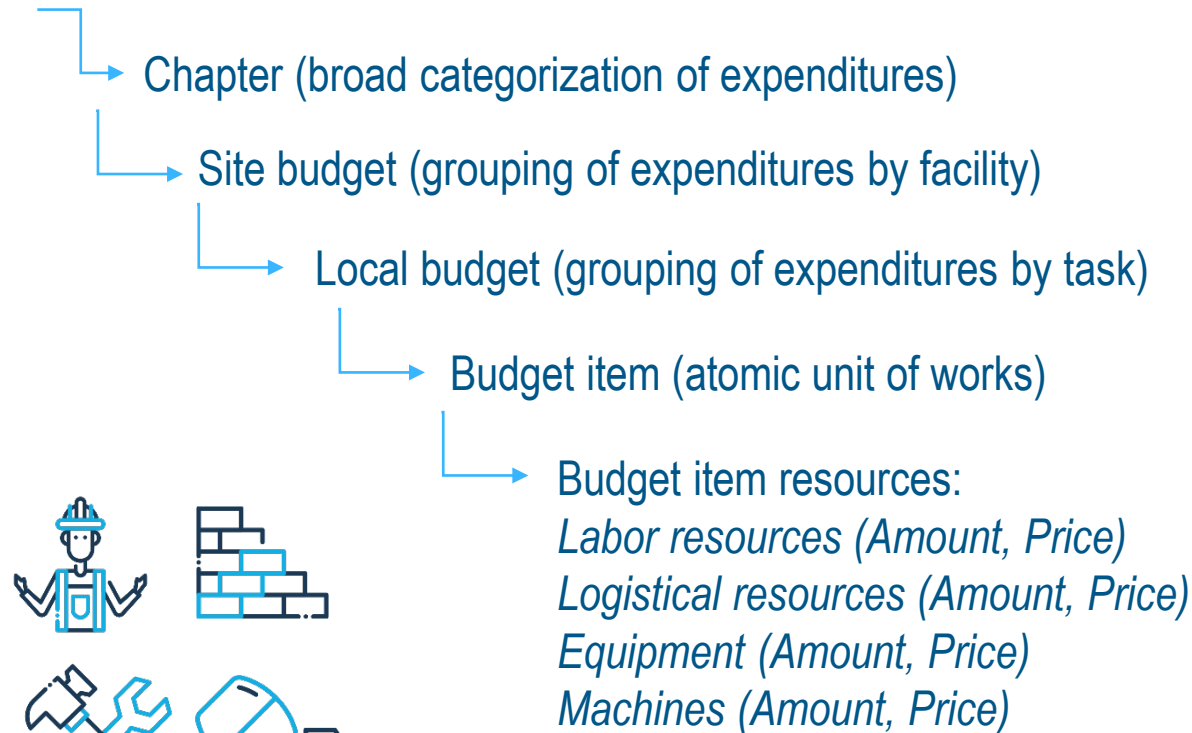 Chapter (broad categorization of expenditures)
Site budget (grouping of expenditures by facility)
Local budget (grouping of expenditures by task)
Budget item (atomic unit of works)
Budget item resources:
Labor resources (Amount, Price)
Logistical resources (Amount, Price)
Equipment (Amount, Price)
Machines (Amount, Price)